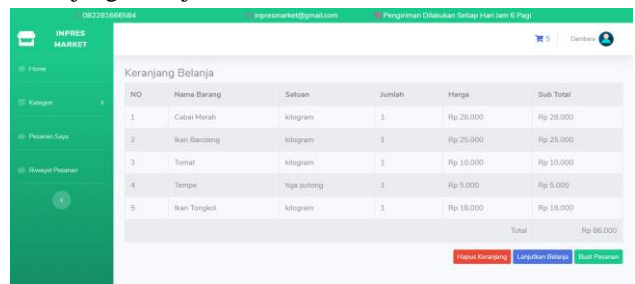 082281666584 inpresmarket@gmail.com Pengiriman Dilakukan Setiap Hari Jam 6 Pagi
INPRES MARKET
5 Dambara
Home
Kategori
Pesanan Saya
Riwayat Pesanan
Keranjang Belanja
NO Nama Barang Satuan Jumlah Harga Sub Total
1 Cabai Merah kilogram 1 Rp 28.000 Rp 28.000
2 Ikan Bandeng kilogram 1 Rp 25.000 Rp 25.000
3 Tomat kilogram 1 Rp 10.000 Rp 10.000
4 Tempe tiga potong 1 Rp 5.000 Rp 5.000
5 Ikan Tongkol kilogram 1 Rp 18.000 Rp 18.000
Total Rp 86.000
Hapus Keranjang Lanjutkan Belanja Buat Pesanan